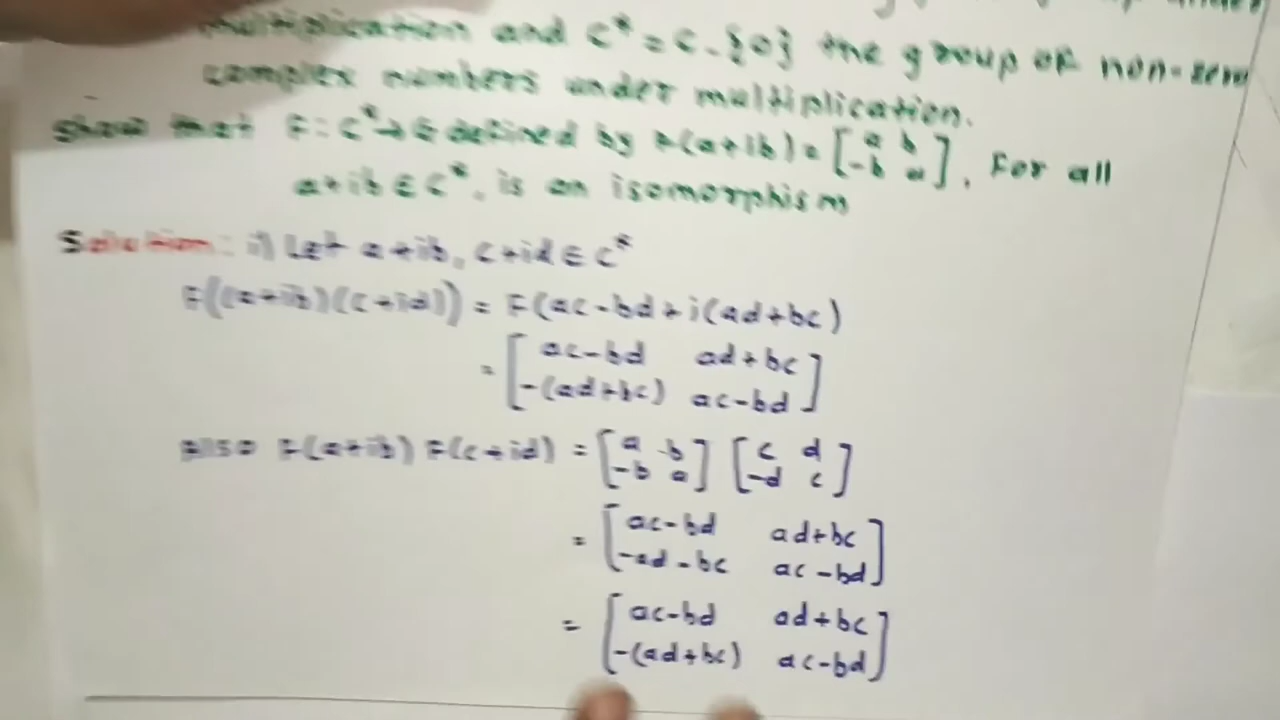 multiplication and C* = C - {0} the group of non-zero
complex numbers under multiplication.
show that F: C* → G defined by F(a+ib) = [a b -b a], For all
a+ib ∈ C*, is an isomorphism
Solution: i) Let a+ib, c+id ∈ C*
F((a+ib)(c+id)) = F(ac-bd+i(ad+bc)
= [ac-bd ad+bc
-(ad+bc) ac-bd]
Also F(a+ib) F(c+id) = [a b -b a] [c d -d c]
= [ac-bd ad+bc
-ad-bc ac-bd]
= [ac-bd ad+bc
-(ad+bc) ac-bd]